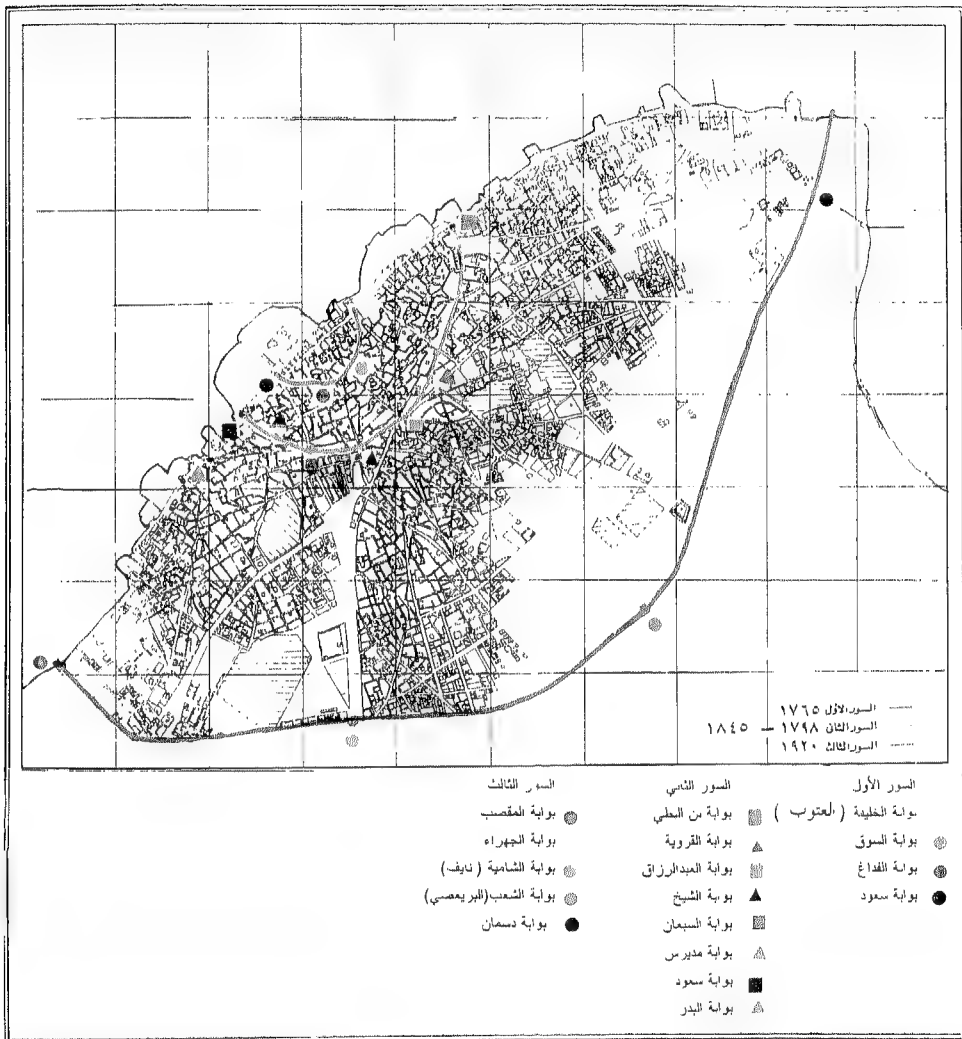 السور الأول ١٧٦٥
السور الثاني ١٧٩٨ – ١٨٤٥
السور الثالث ١٩٢٠
السور الأول
بوابة الخليفة (العتوب)
بوابة السوق
بوابة الفداغ
بوابة سعود
السور الثاني
بوابة بن بطي
بوابة القروية
بوابة العبدالرزاق
بوابة الشيخ
بوابة السبعان
بوابة مديرس
بوابة سعود
بوابة البدر
السور الثالث
بوابة المقصب
بوابة الجهراء
بوابة الشامية (نايف)
بوابة الشعب (البريعصي)
بوابة دسمان